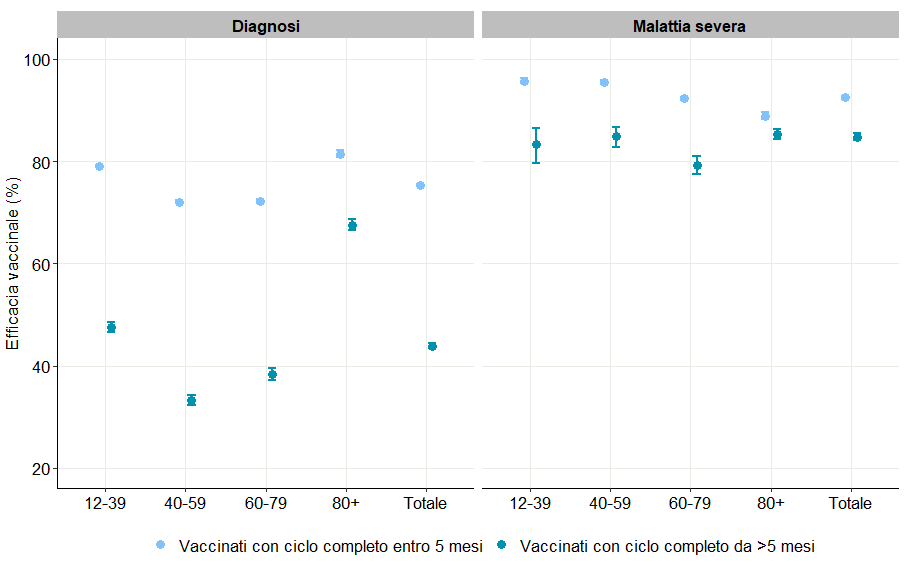 Diagnosi
Malattia severa
Efficacia vaccinale (%)
100
80
60
40
20
12-39
40-59
60-79
80+
Totale
12-39
40-59
60-79
80+
Totale
Vaccinati con ciclo completo entro 5 mesi
Vaccinati con ciclo completo da >5 mesi